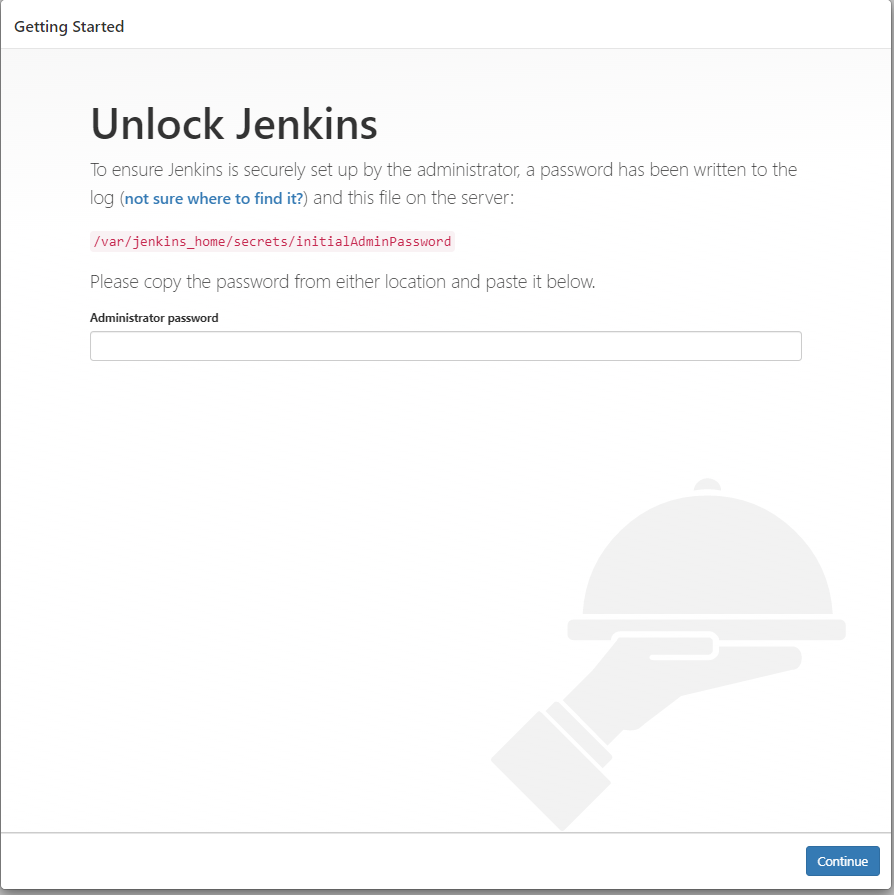 Getting Started
Unlock Jenkins
To ensure Jenkins is securely set up by the administrator, a password has been written to the
log (not sure where to find it?) and this file on the server:
/var/jenkins_home/secrets/initialAdminPassword
Please copy the password from either location and paste it below.
Administrator password
Continue